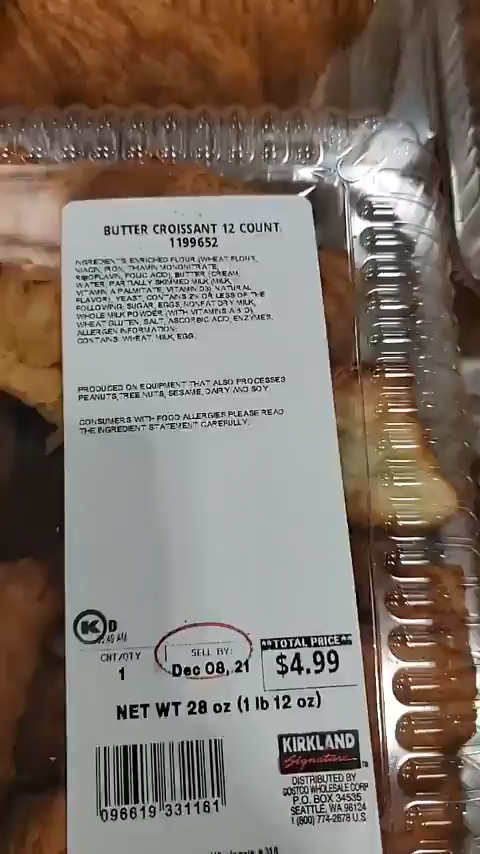 BUTTER CROISSANT 12 COUNT
1199652
INGREDIENTS: ENRICHED FLOUR (WHEAT FLOUR,
NIACIN, IRON, THIAMIN MONONITRATE,
RIBOFLAVIN, FOLIC ACID), BUTTER (CREAM,
WATER, PARTIALLY SKIMMED MILK (MILK,
VITAMIN A PALMITATE, VITAMIN D3) NATURAL
FLAVOR), YEAST, CONTAINS 2% OR LESS OF THE
FOLLOWING: SUGAR, EGGS, NONFAT DRY MILK,
WHOLE MILK POWDER (WITH VITAMINS A & D),
WHEAT GLUTEN, SALT, ASCORBIC ACID, ENZYMES.
ALLERGEN INFORMATION:
CONTAINS: WHEAT, MILK, EGG.
PRODUCED ON EQUIPMENT THAT ALSO PROCESSES
PEANUTS, TREE NUTS, SESAME, DAIRY AND SOY.
CONSUMERS WITH FOOD ALLERGIES PLEASE READ
THE INGREDIENT STATEMENT CAREFULLY.
K D
:49 AM
CNT/QTY
1
SELL BY:
Dec 08, 21
**TOTAL PRICE**
$4.99
NET WT 28 oz (1 lb 12 oz)
KIRKLAND
Signature
TM
DISTRIBUTED BY
COSTCO WHOLESALE CORP
P.O. BOX 34535
SEATTLE, WA 98124
1 (800) 774-2678 U.S
096619 331161